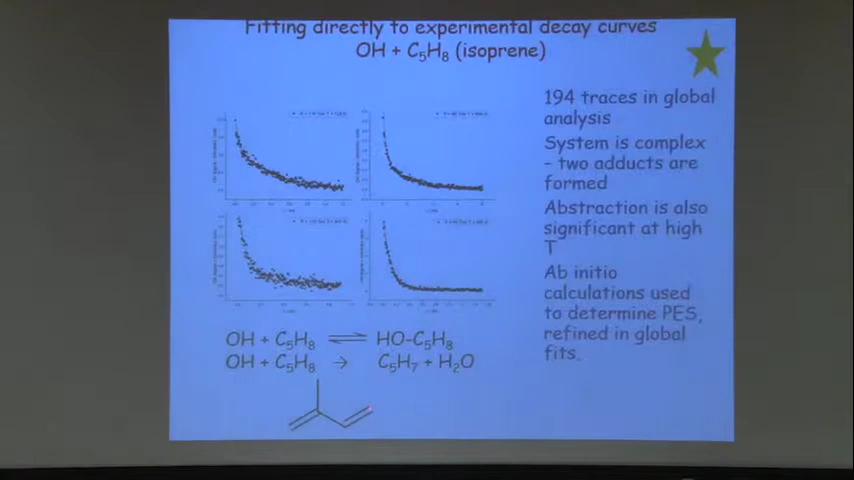 Fitting directly to experimental decay curves
OH + C₅H₈ (isoprene)
194 traces in global
analysis
System is complex
– two adducts are
formed
Abstraction is also
significant at high
T
Ab initio
calculations used
to determine PES,
refined in global
fits.
OH + C₅H₈ ⇌ HO-C₅H₈
OH + C₅H₈ → C₅H₇ + H₂O